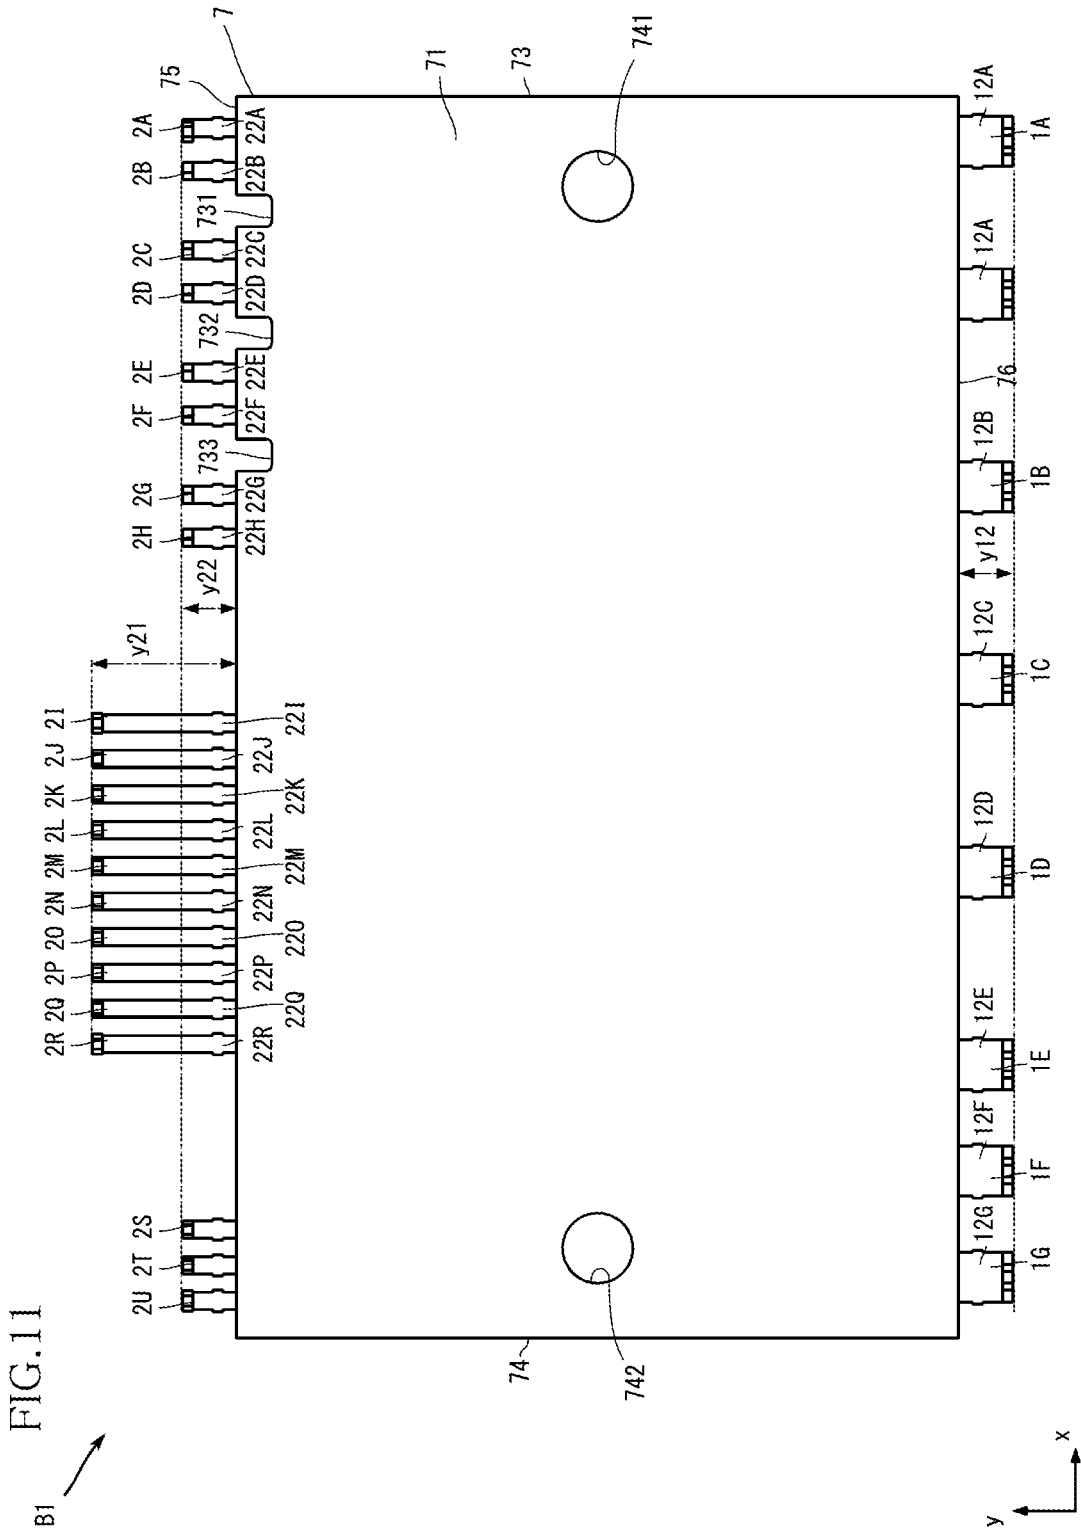 FIG.11
B1
2U 2T 2S 2R 2Q 2P 2O 2N 2M 2L 2K 2J 2I y21 y22 2H 2G 2F 2E 2D 2C 2B 2A 75 7
22R 22Q 22P 22O 22N 22M 22L 22K 22J 22I 22H 22G 733 22F 22E 732 22D 22C 731 22B 22A
71
74 73
742 741
12G 12F 12E 12D 12C y12 12B 76 12A 12A
1G 1F 1E 1D 1C 1B 1A
y
x